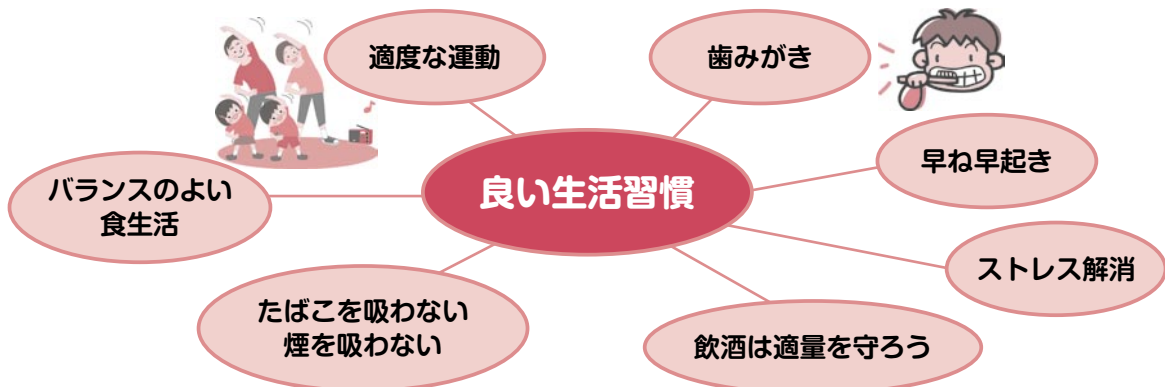 適度な運動
歯みがき
早ね早起き
バランスのよい
食生活
良い生活習慣
ストレス解消
たばこを吸わない
煙を吸わない
飲酒は適量を守ろう